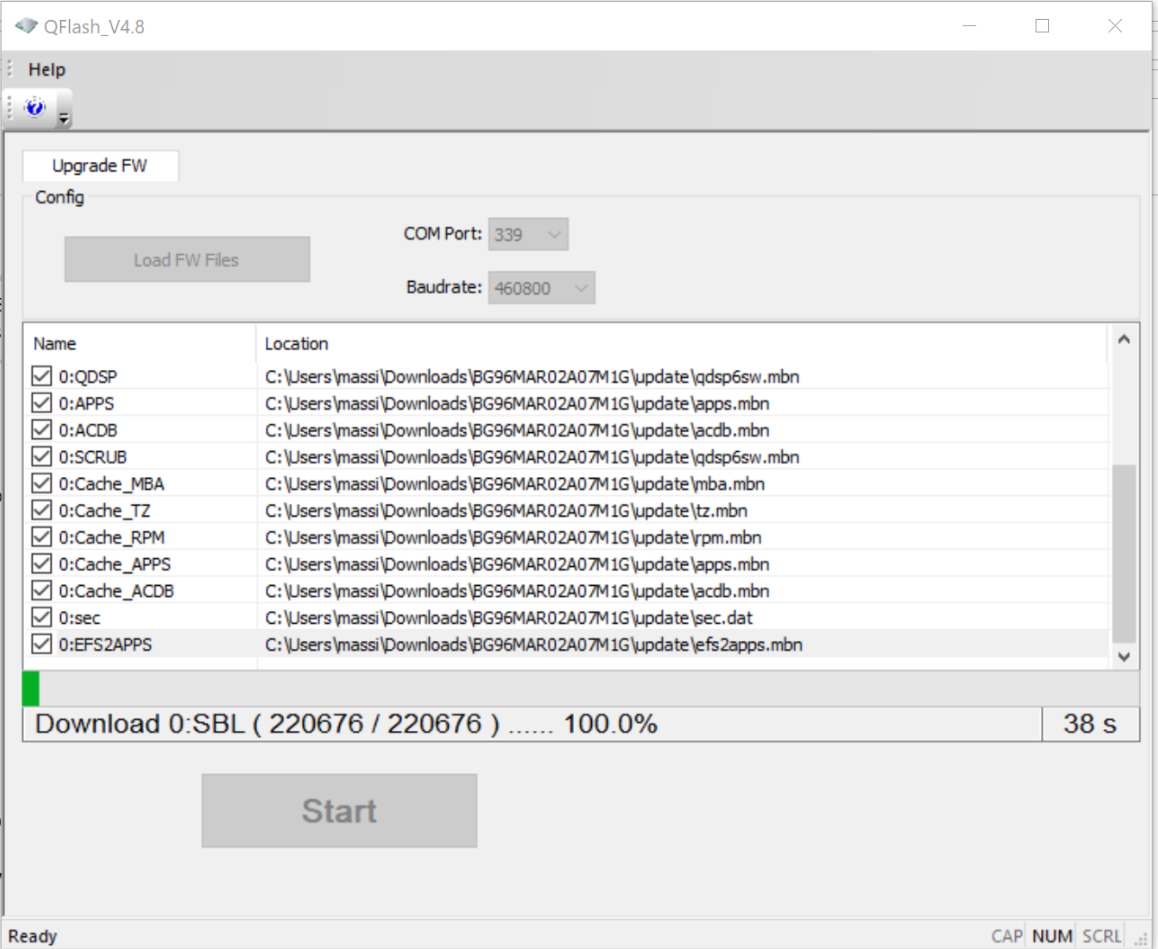 QFlash_V4.8
Help
Upgrade FW
Config
Load FW Files
COM Port: 339
Baudrate: 460800
Name Location
0:QDSP C:\Users\massi\Downloads\BG96MAR02A07M1G\update\qdsp6sw.mbn
0:APPS C:\Users\massi\Downloads\BG96MAR02A07M1G\update\apps.mbn
0:ACDB C:\Users\massi\Downloads\BG96MAR02A07M1G\update\acdb.mbn
0:SCRUB C:\Users\massi\Downloads\BG96MAR02A07M1G\update\qdsp6sw.mbn
0:Cache_MBA C:\Users\massi\Downloads\BG96MAR02A07M1G\update\mba.mbn
0:Cache_TZ C:\Users\massi\Downloads\BG96MAR02A07M1G\update\tz.mbn
0:Cache_RPM C:\Users\massi\Downloads\BG96MAR02A07M1G\update\rpm.mbn
0:Cache_APPS C:\Users\massi\Downloads\BG96MAR02A07M1G\update\apps.mbn
0:Cache_ACDB C:\Users\massi\Downloads\BG96MAR02A07M1G\update\acdb.mbn
0:sec C:\Users\massi\Downloads\BG96MAR02A07M1G\update\sec.dat
0:EFS2APPS C:\Users\massi\Downloads\BG96MAR02A07M1G\update\efs2apps.mbn
Download 0:SBL ( 220676 / 220676 ) ...... 100.0% 38 s
Start
Ready CAP NUM SCRL